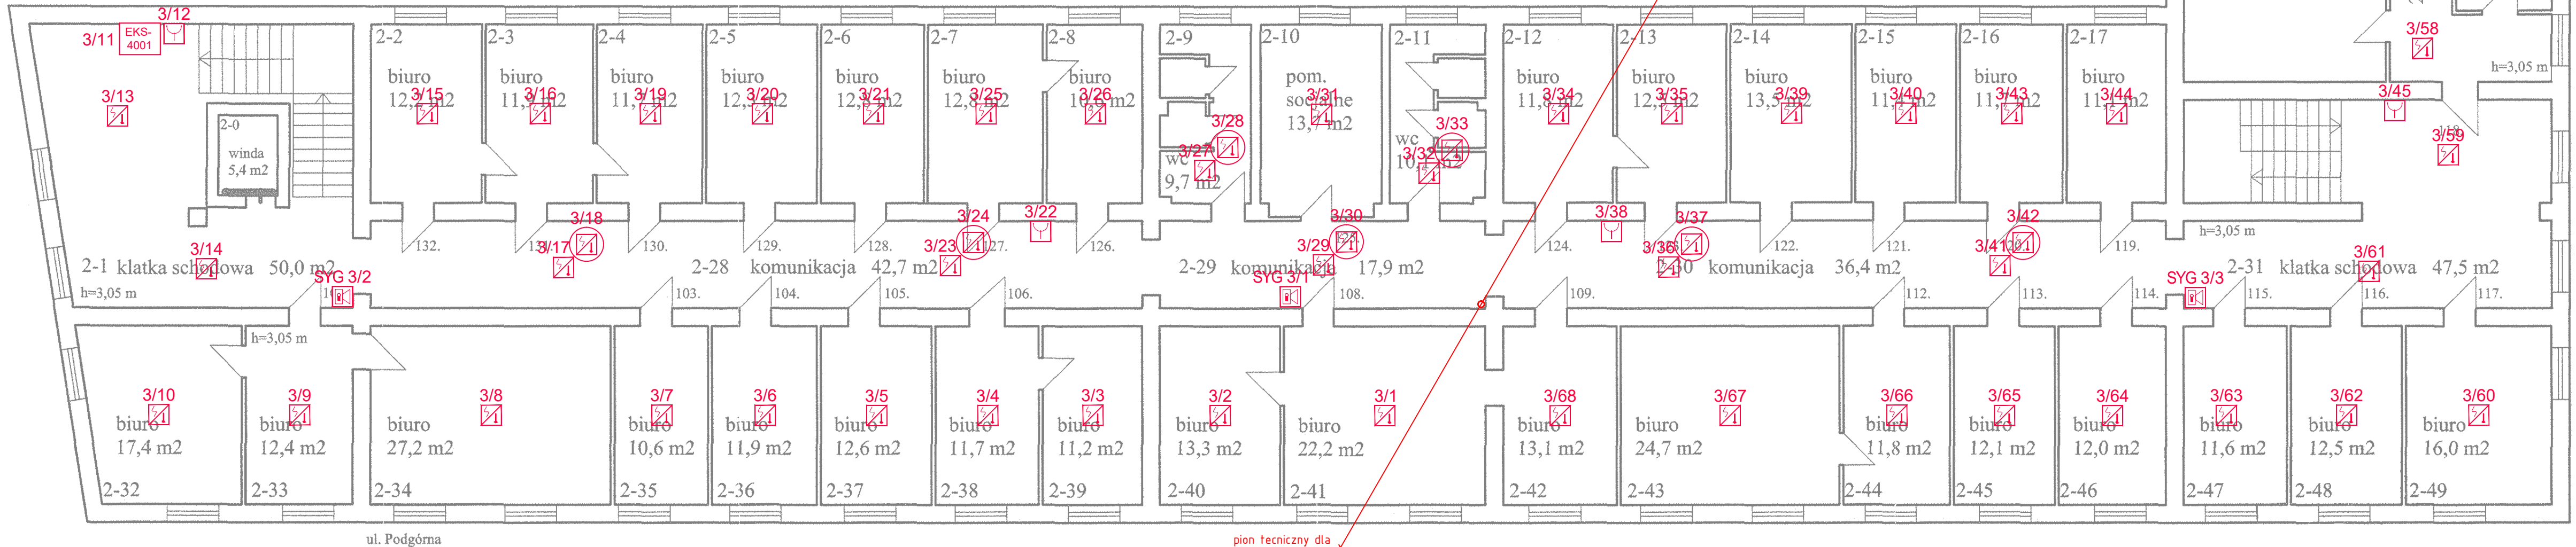 3/12
3/11
EKS-
4001
3/13
2-0
winda
5,4 m2
3/14
2-1 klatka schodowa 50,0 m2
h=3,05 m
SYG 3/2
2-2
biuro
3/15
2-3
biuro
3/16
2-4
biuro
3/19
2-5
biuro
3/20
2-6
biuro
3/21
2-7
biuro
3/25
2-8
biuro
3/26
2-9
3/28
3/27
wc
9,7 m2
2-10
pom.
socjalne
13,7 m2
3/31
2-11
3/33
wc
3/32
2-12
biuro
3/34
2-13
biuro
3/35
2-14
biuro
3/39
2-15
biuro
3/40
2-16
biuro
3/43
2-17
biuro
3/44
3/58
h=3,05 m
3/45
3/59
132.
3/18
3/17
130.
129.
128.
3/24
3/23
127.
3/22
126.
3/30
3/29
124.
3/38
3/37
3/36
122.
121.
3/42
3/41
120.
119.
h=3,05 m
2-28 komunikacja 42,7 m2
2-29 komunikacja 17,9 m2
SYG 3/1
2-30 komunikacja 36,4 m2
2-31 klatka schodowa 47,5 m2
3/61
SYG 3/3
103.
104.
105.
106.
108.
109.
112.
113.
114.
115.
116.
117.
h=3,05 m
3/10
biuro
17,4 m2
2-32
3/9
biuro
12,4 m2
2-33
3/8
biuro
27,2 m2
2-34
3/7
biuro
10,6 m2
2-35
3/6
biuro
11,9 m2
2-36
3/5
biuro
12,6 m2
2-37
3/4
biuro
11,7 m2
2-38
3/3
biuro
11,2 m2
2-39
3/2
biuro
13,3 m2
2-40
3/1
biuro
22,2 m2
2-41
3/68
biuro
13,1 m2
2-42
3/67
biuro
24,7 m2
2-43
3/66
biuro
11,8 m2
2-44
3/65
biuro
12,1 m2
2-45
3/64
biuro
12,0 m2
2-46
3/63
biuro
11,6 m2
2-47
3/62
biuro
12,5 m2
2-48
3/60
biuro
16,0 m2
2-49
ul. Podgórna
pion tecniczny dla